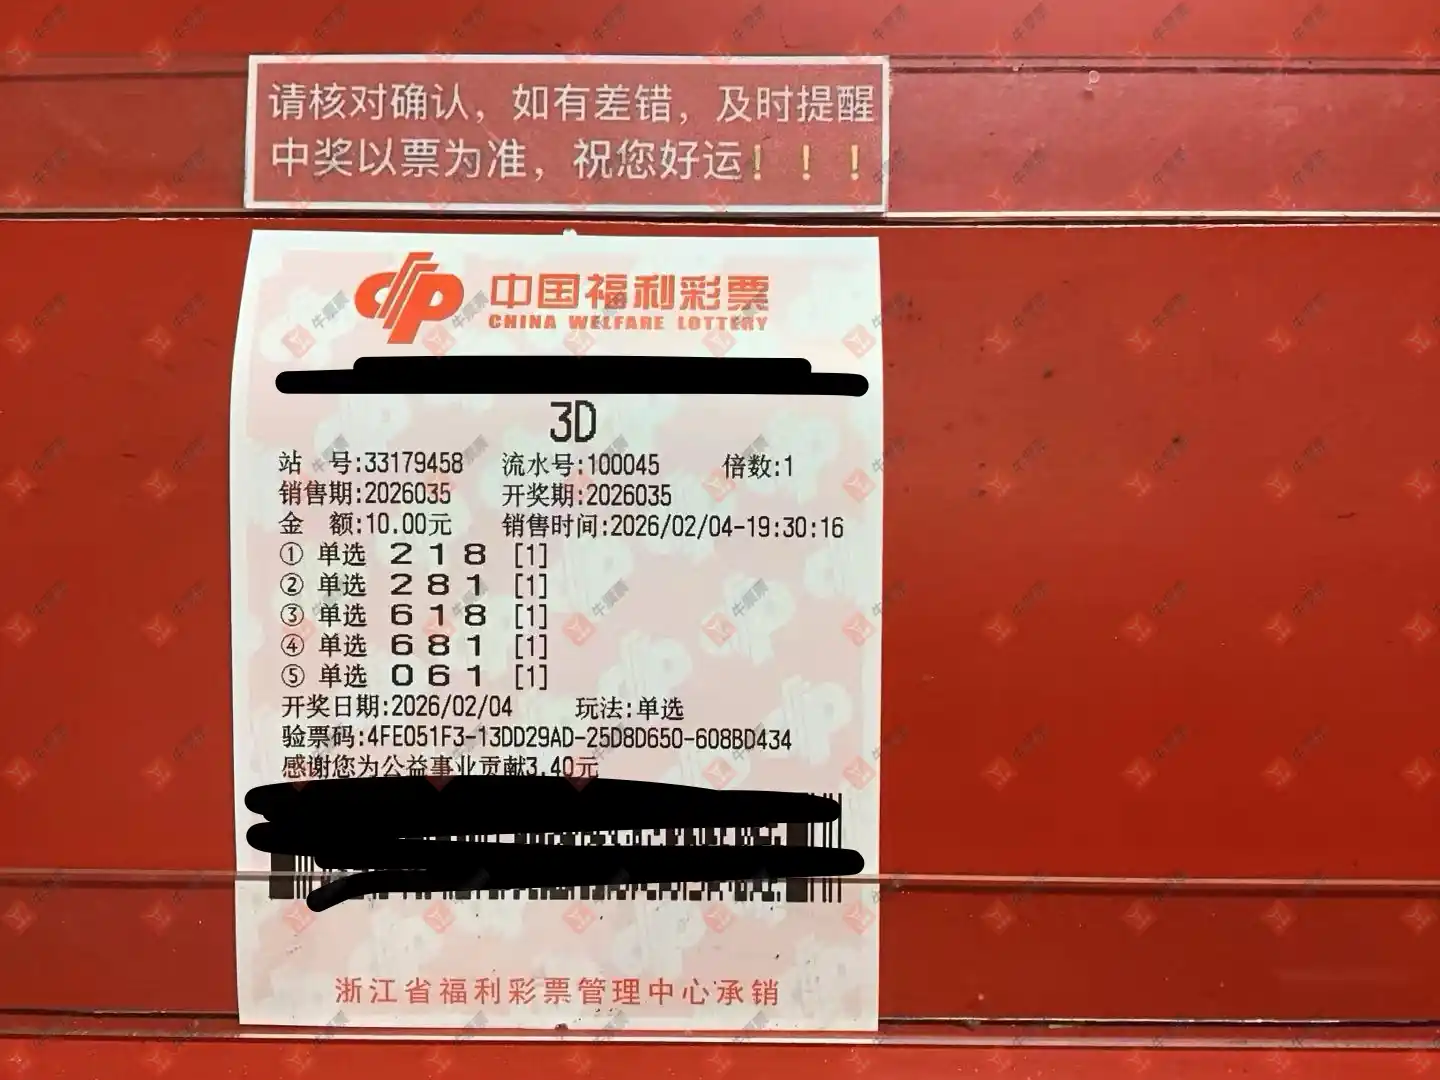 请核对确认，如有差错，及时提醒
中奖以票为准，祝您好运！！！
中国福利彩票
CHINA WELFARE LOTTERY
3D
站 号:33179458 流水号:100045 倍数:1
销售期:2026035 开奖期:2026035
金 额:10.00元 销售时间:2026/02/04-19:30:16
① 单选 2 1 8 [1]
② 单选 2 8 1 [1]
③ 单选 6 1 8 [1]
④ 单选 6 8 1 [1]
⑤ 单选 0 6 1 [1]
开奖日期:2026/02/04 玩法:单选
验票码:4FE051F3-13DD29AD-25D8D650-608BD434
感谢您为公益事业贡献3.40元
浙江省福利彩票管理中心承销
牛票票